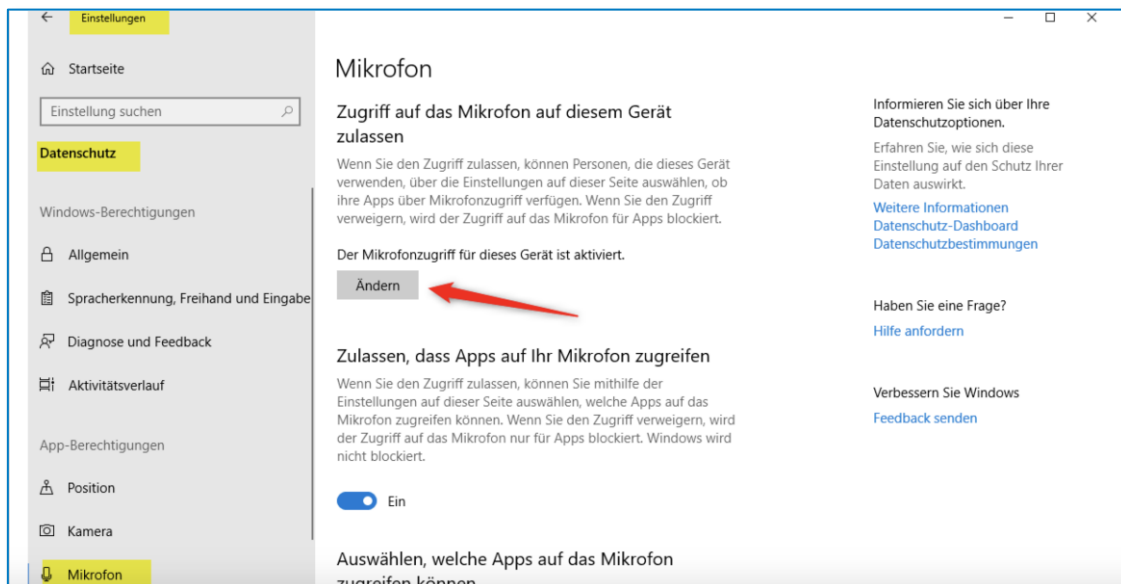 Einstellungen
Startseite
Einstellung suchen
Datenschutz
Windows-Berechtigungen
Allgemein
Spracherkennung, Freihand und Eingabe
Diagnose und Feedback
Aktivitätsverlauf
App-Berechtigungen
Position
Kamera
Mikrofon
Mikrofon
Zugriff auf das Mikrofon auf diesem Gerät
zulassen
Wenn Sie den Zugriff zulassen, können Personen, die dieses Gerät
verwenden, über die Einstellungen auf dieser Seite auswählen, ob
ihre Apps über Mikrofonzugriff verfügen. Wenn Sie den Zugriff
verweigern, wird der Zugriff auf das Mikrofon für Apps blockiert.
Der Mikrofonzugriff für dieses Gerät ist aktiviert.
Ändern
Zulassen, dass Apps auf Ihr Mikrofon zugreifen
Wenn Sie den Zugriff zulassen, können Sie mithilfe der
Einstellungen auf dieser Seite auswählen, welche Apps auf das
Mikrofon zugreifen können. Wenn Sie den Zugriff verweigern, wird
der Zugriff auf das Mikrofon nur für Apps blockiert. Windows wird
nicht blockiert.
Ein
Auswählen, welche Apps auf das Mikrofon
zugreifen können
Informieren Sie sich über Ihre
Datenschutzoptionen.
Erfahren Sie, wie sich diese
Einstellung auf den Schutz Ihrer
Daten auswirkt.
Weitere Informationen
Datenschutz-Dashboard
Datenschutzbestimmungen
Haben Sie eine Frage?
Hilfe anfordern
Verbessern Sie Windows
Feedback senden